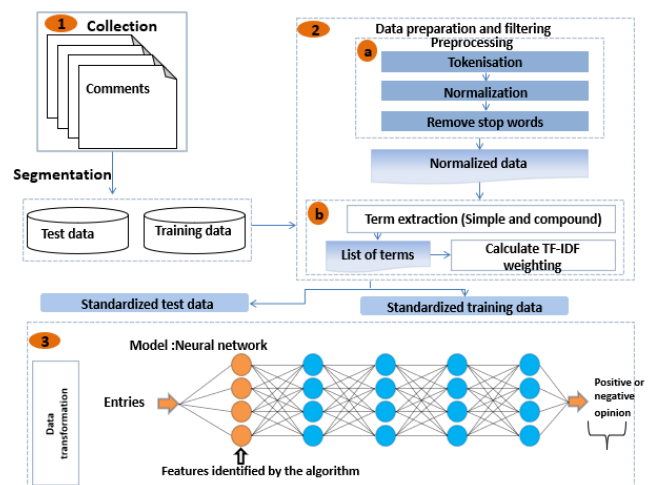 1
Collection
Comments
Segmentation
Test data
Training data
2
Data preparation and filtering
Preprocessing
a
Tokenisation
Normalization
Remove stop words
Normalized data
b
Term extraction (Simple and compound)
List of terms
Calculate TF-IDF
weighting
Standardized test data
Standardized training data
3
Data
transformation
Model :Neural network
Entries
Features identified by the algorithm
Positive or
negative
opinion